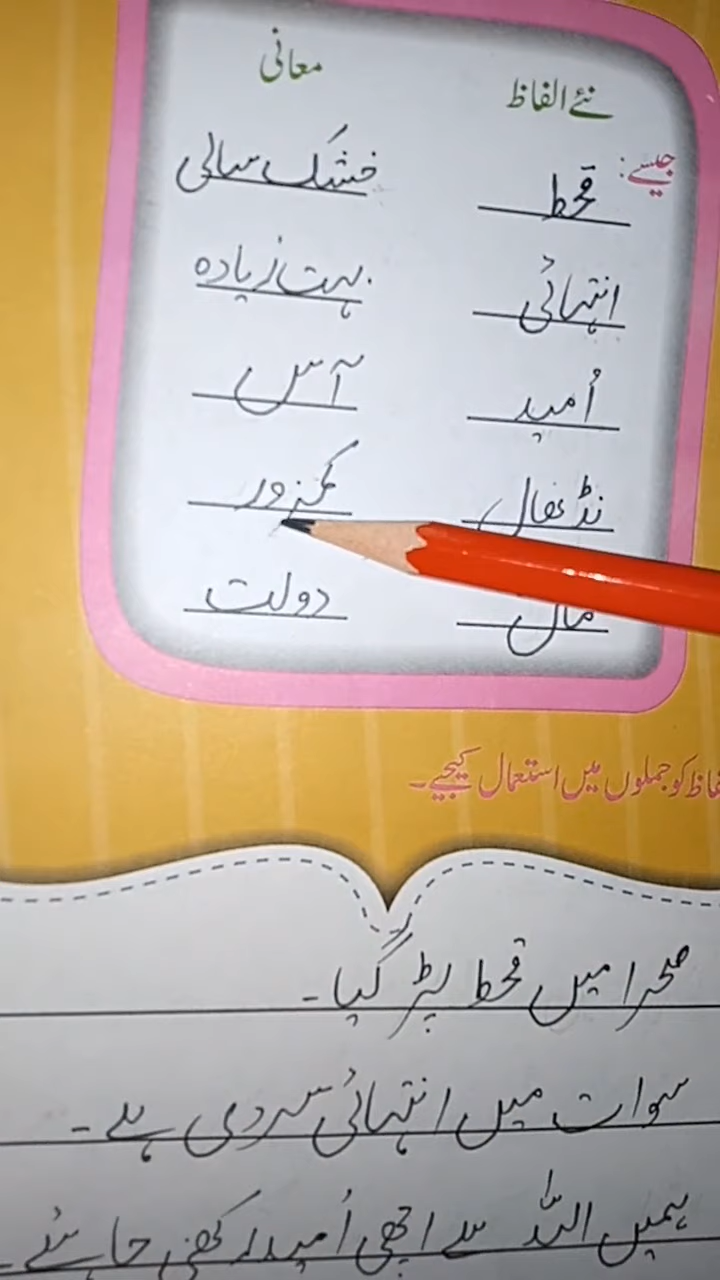 نئے الفاظ معانی
جیسے: قحط خشک سالی
انتہائی بہت زیادہ
اُمید آس
نڈھال کمزور
مال دولت
کو جملوں میں استعمال کیجیے۔
صحرا میں قحط پڑ گیا۔
سوات میں انتہائی سردی ہے۔
ہمیں اللہ سے اچھی اُمید رکھنی چاہئے۔